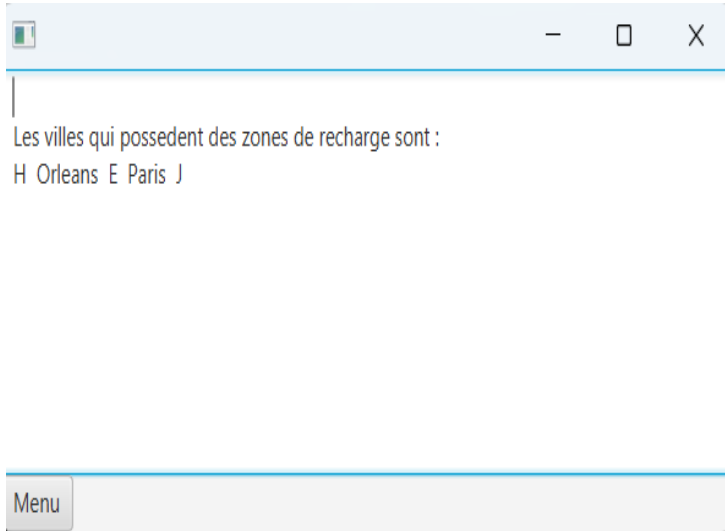 Les villes qui possedent des zones de recharge sont :
H Orleans E Paris J
Menu